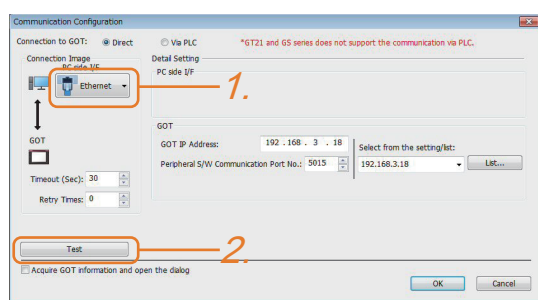 Communication Configuration
Connection to GOT: Direct Via PLC *GT21 and GS series does not support the communication via PLC.
Connection Image Detail Setting
PC side I/F PC side I/F
Ethernet
1.
GOT
GOT IP Address: 192 .168 . 3 . 18 Select from the setting/list:
GOT
Peripheral S/W Communication Port No.: 5015 192.168.3.18 List...
Timeout (Sec): 30
Retry Times: 0
Test
2.
Acquire GOT information and open the dialog
OK Cancel